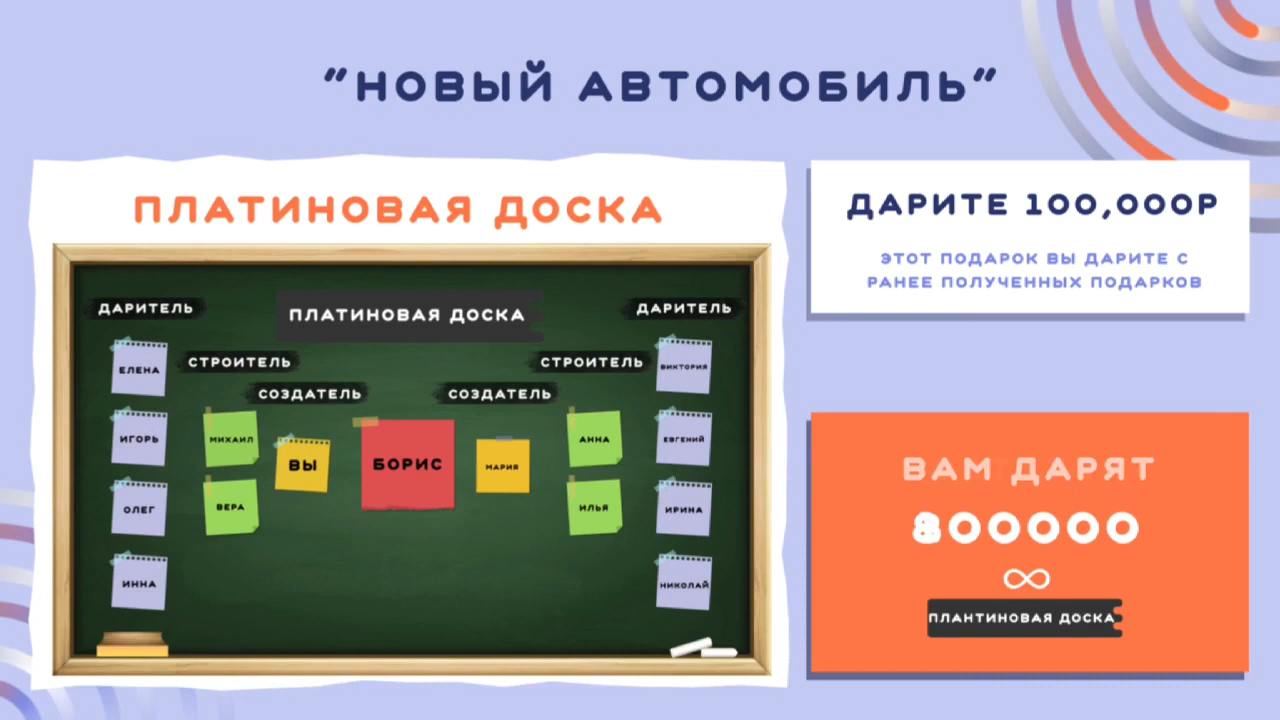 "НОВЫЙ АВТОМОБИЛЬ"
ПЛАТИНОВАЯ ДОСКА
ДАРИТЕЛЬ
ПЛАТИНОВАЯ ДОСКА
ДАРИТЕЛЬ
СТРОИТЕЛЬ
СТРОИТЕЛЬ
СОЗДАТЕЛЬ
СОЗДАТЕЛЬ
ЕЛЕНА
ВИКТОРИЯ
ИГОРЬ
МИХАИЛ
ВЫ
БОРИС
МАРИЯ
АННА
ЕВГЕНИЙ
ОЛЕГ
ВЕРА
ИЛЬЯ
ИРИНА
ИННА
НИКОЛАЙ
ДАРИТЕ 100,000Р
ЭТОТ ПОДАРОК ВЫ ДАРИТЕ С
РАНЕЕ ПОЛУЧЕННЫХ ПОДАРКОВ
ВАМ ДАРЯТ
800000
∞
ПЛАНТИНОВАЯ ДОСКА